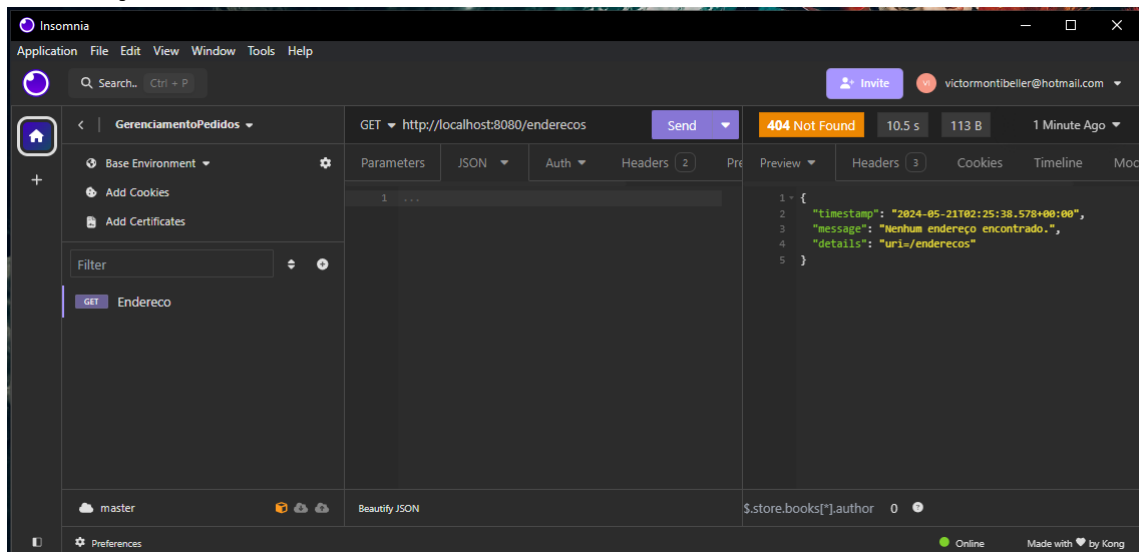 Insomnia
Application File Edit View Window Tools Help
Search.. Ctrl + P
Invite
vi
victormontibeller@hotmail.com
GerenciamentoPedidos
GET http://localhost:8080/enderecos Send
404 Not Found 10.5 s 113 B 1 Minute Ago
Base Environment
Parameters JSON Auth Headers 2 Pre
Preview Headers 3 Cookies Timeline Moc
Add Cookies
Add Certificates
1 ...
1 {
2 "timestamp": "2024-05-21T02:25:38.578+00:00",
3 "message": "Nenhum endereço encontrado.",
4 "details": "uri=/enderecos"
5 }
Filter
GET Endereco
master
Beautify JSON
$.store.books[*].author 0
Preferences
Online
Made with ♥ by Kong